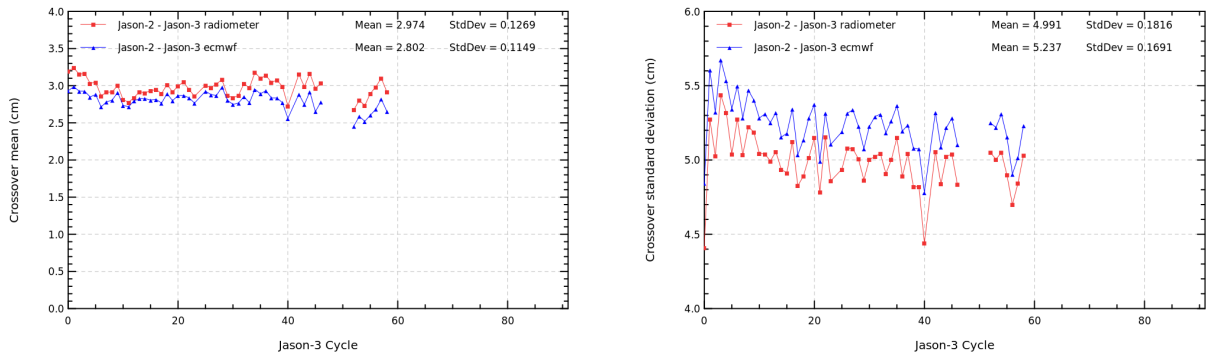 4.0
3.5
3.0
2.5
2.0
1.5
1.0
0.5
0.0
Crossover mean (cm)
Jason-2 - Jason-3 radiometer Mean = 2.974 StdDev = 0.1269
Jason-2 - Jason-3 ecmwf Mean = 2.802 StdDev = 0.1149
0 20 40 60 80
Jason-3 Cycle
6.0
5.5
5.0
4.5
4.0
Crossover standard deviation (cm)
Jason-2 - Jason-3 radiometer Mean = 4.991 StdDev = 0.1816
Jason-2 - Jason-3 ecmwf Mean = 5.237 StdDev = 0.1691
0 20 40 60 80
Jason-3 Cycle